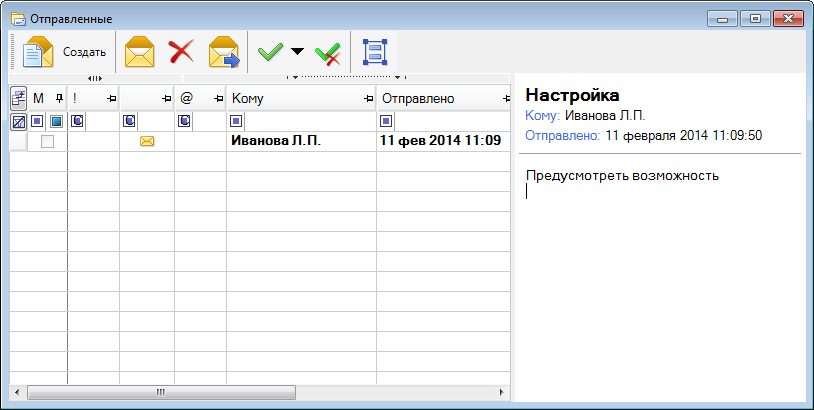 Отправленные
Создать
М ! @ Кому Отправлено
Иванова Л.П. 11 фев 2014 11:09
Настройка
Кому: Иванова Л.П.
Отправлено: 11 февраля 2014 11:09:50
Предусмотреть возможность